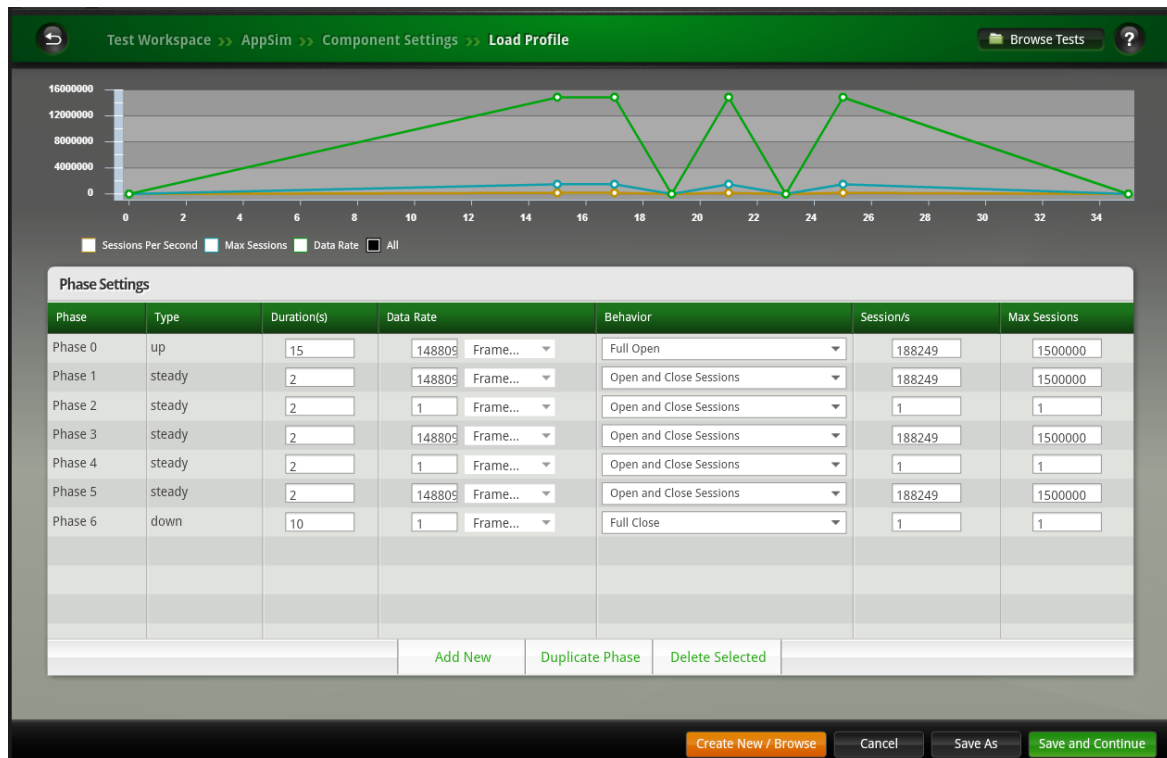 Test Workspace >> AppSim >> Component Settings >> Load Profile Browse Tests ?
16000000
12000000
8000000
4000000
0
0 2 4 6 8 10 12 14 16 18 20 22 24 26 28 30 32 34
Sessions Per Second Max Sessions Data Rate All
Phase Settings
Phase Type Duration(s) Data Rate Behavior Session/s Max Sessions
Phase 0 up 15 148809 Frame... Full Open 188249 1500000
Phase 1 steady 2 148809 Frame... Open and Close Sessions 188249 1500000
Phase 2 steady 2 1 Frame... Open and Close Sessions 1 1
Phase 3 steady 2 148809 Frame... Open and Close Sessions 188249 1500000
Phase 4 steady 2 1 Frame... Open and Close Sessions 1 1
Phase 5 steady 2 148809 Frame... Open and Close Sessions 188249 1500000
Phase 6 down 10 1 Frame... Full Close 1 1
Add New Duplicate Phase Delete Selected
Create New / Browse Cancel Save As Save and Continue